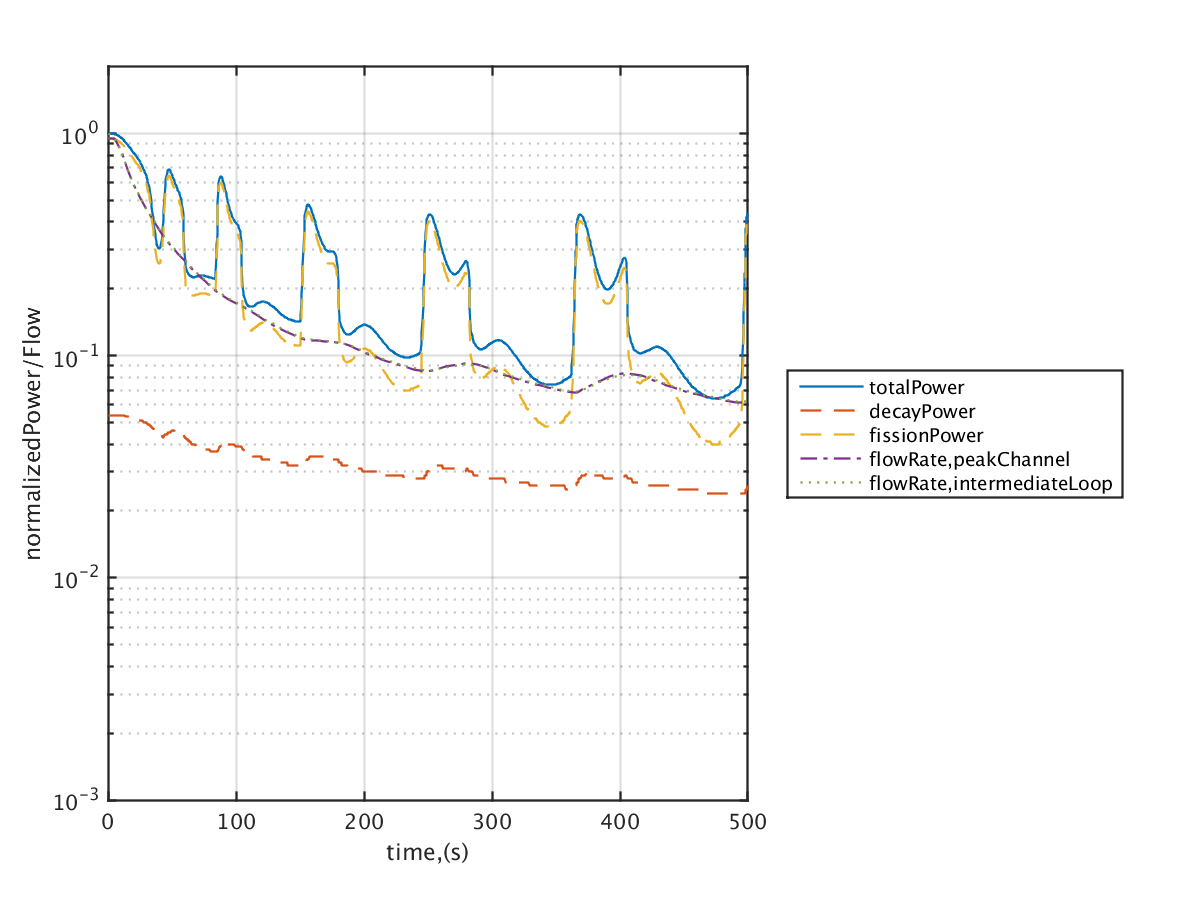 10^0
10^-1
10^-2
10^-3
normalizedPower/Flow
0 100 200 300 400 500
time,(s)
totalPower
decayPower
fissionPower
flowRate,peakChannel
flowRate,intermediateLoop